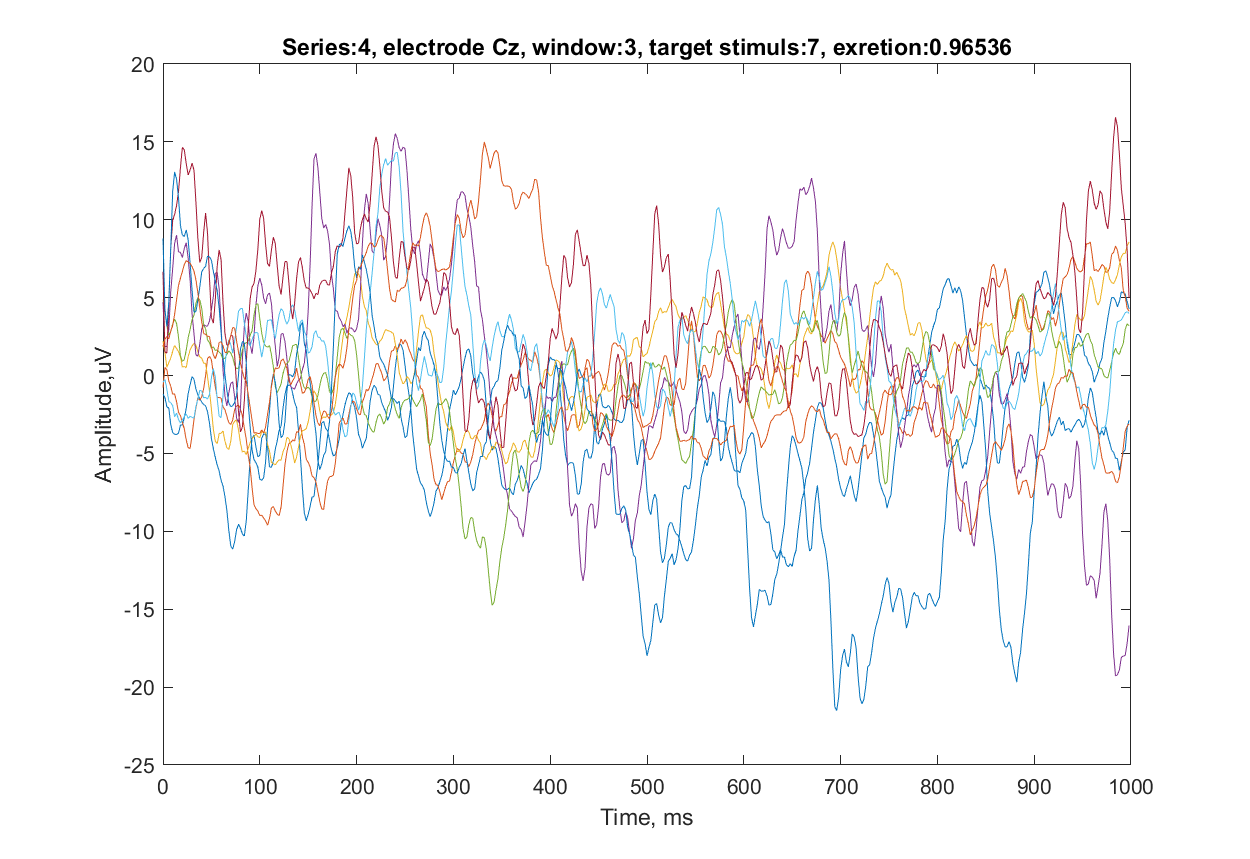 Series:4, electrode Cz, window:3, target stimuls:7, exretion:0.96536
20
15
10
5
0
-5
-10
-15
-20
-25
Amplitude,uV
0 100 200 300 400 500 600 700 800 900 1000
Time, ms